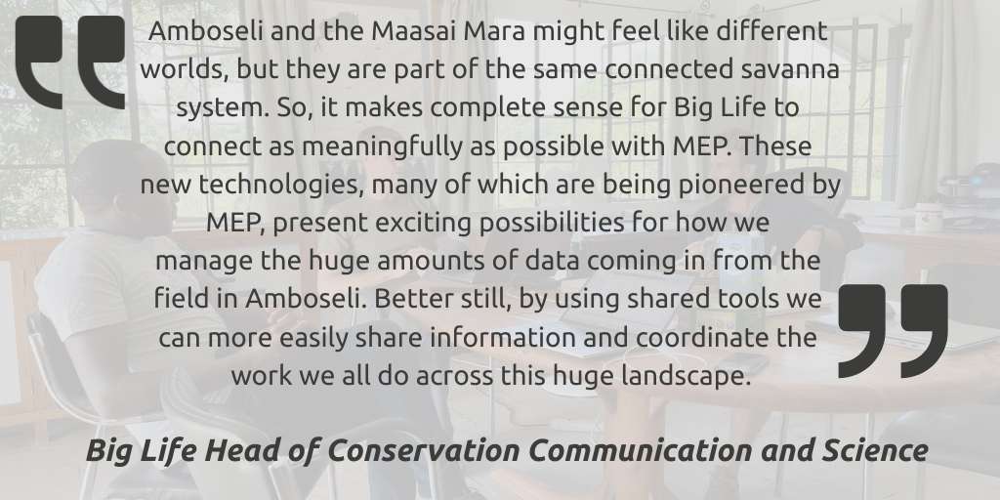 Amboseli and the Maasai Mara might feel like different
worlds, but they are part of the same connected savanna
system. So, it makes complete sense for Big Life to
connect as meaningfully as possible with MEP. These
new technologies, many of which are being pioneered by
MEP, present exciting possibilities for how we
manage the huge amounts of data coming in from the
field in Amboseli. Better still, by using shared tools we
can more easily share information and coordinate the
work we all do across this huge landscape.
Big Life Head of Conservation Communication and Science